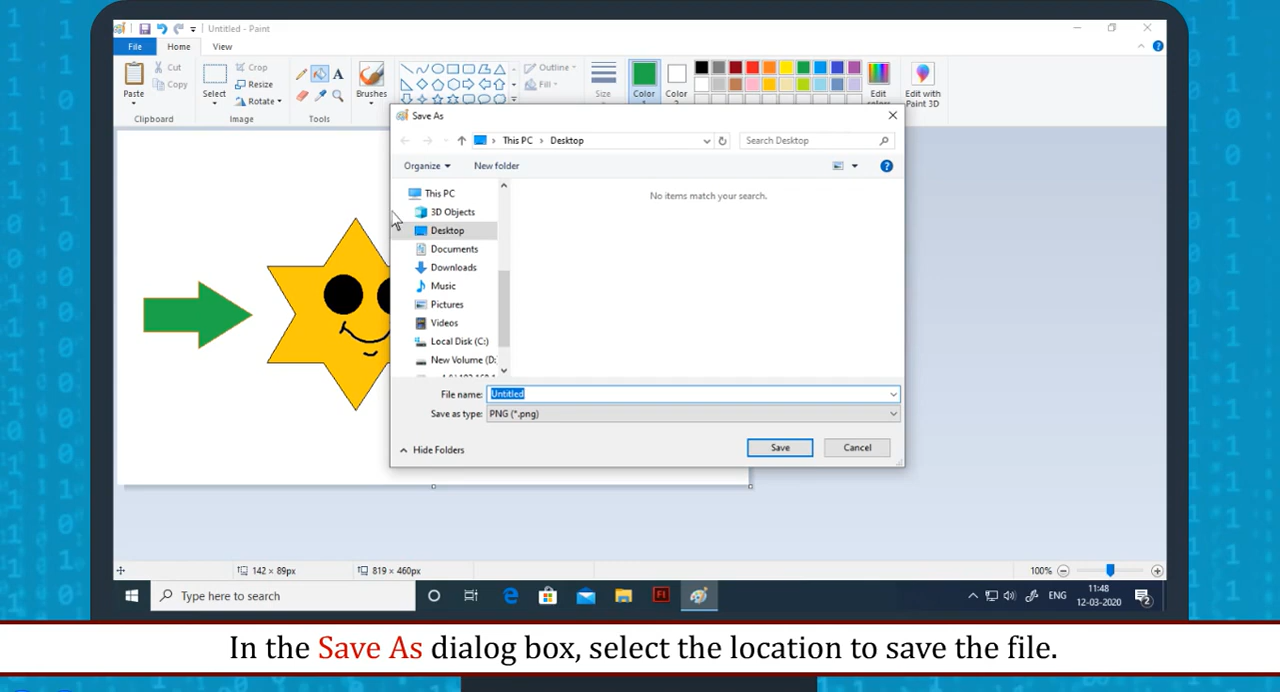 Untitled - Paint
File Home View
Paste
Cut
Copy
Clipboard
Select
Crop
Resize
Rotate
Image
A
Tools
Brushes
Outline
Fill
Size
Color
1
Color
Edit
Edit with
Paint 3D
Save As
This PC > Desktop
Search Desktop
Organize New folder
This PC
3D Objects
Desktop
Documents
Downloads
Music
Pictures
Videos
Local Disk (C:)
New Volume (D:
No items match your search.
File name: Untitled
Save as type: PNG (*.png)
Hide Folders
Save
Cancel
142 × 89px
819 × 460px
100%
Type here to search
Fl
ENG
11:48
12-03-2020
2
In the Save As dialog box, select the location to save the file.